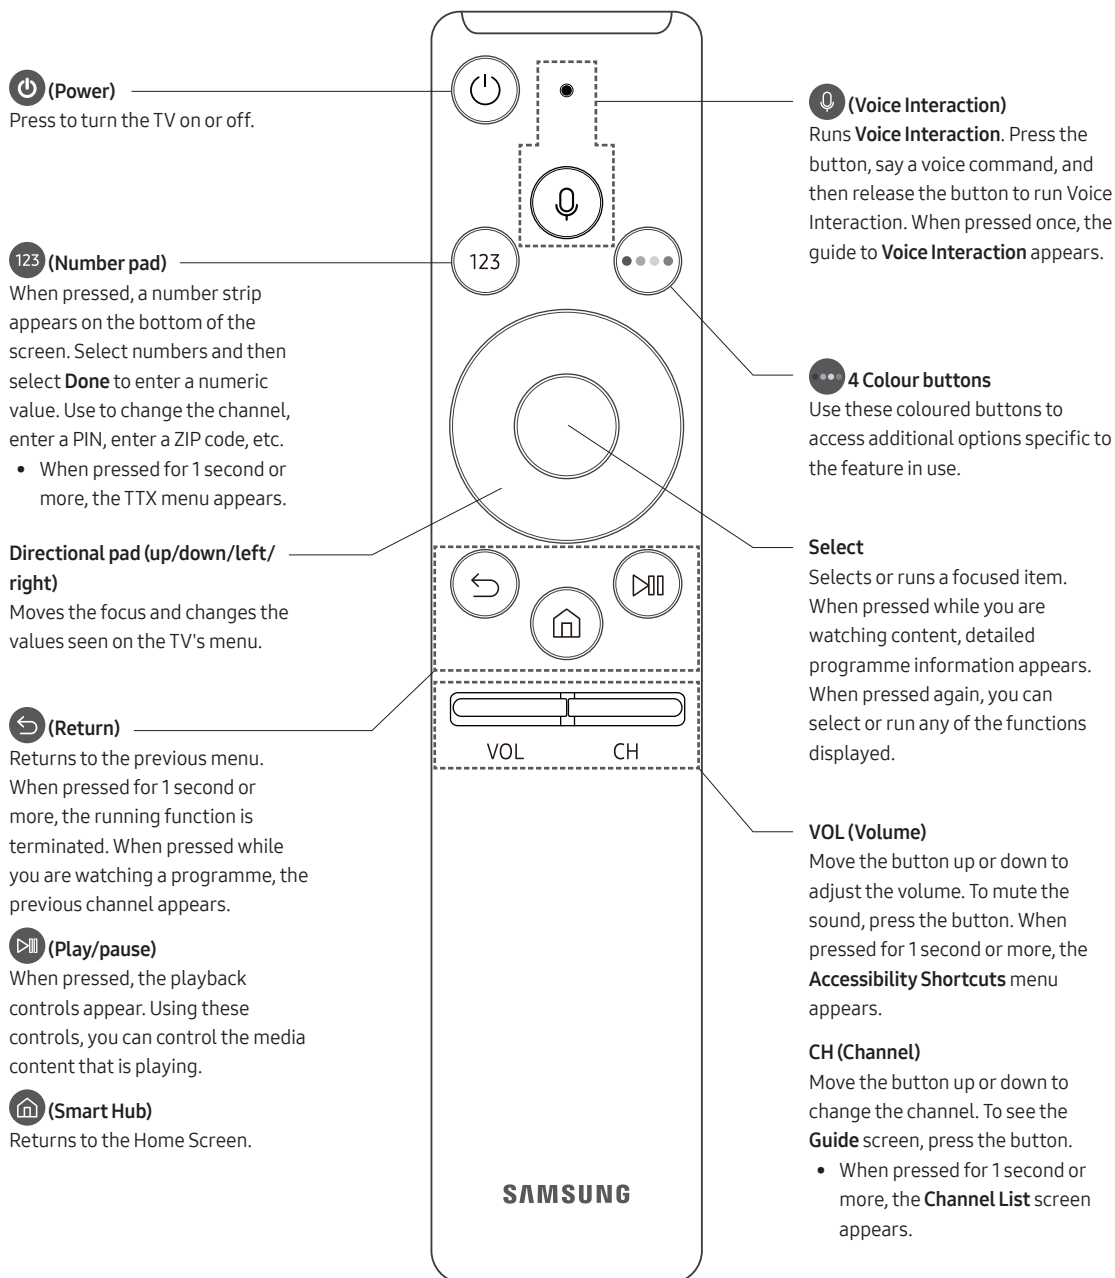 (Power)
Press to turn the TV on or off.
123 (Number pad)
When pressed, a number strip
appears on the bottom of the
screen. Select numbers and then
select Done to enter a numeric
value. Use to change the channel,
enter a PIN, enter a ZIP code, etc.
• When pressed for 1 second or
more, the TTX menu appears.
Directional pad (up/down/left/
right)
Moves the focus and changes the
values seen on the TV's menu.
(Return)
Returns to the previous menu.
When pressed for 1 second or
more, the running function is
terminated. When pressed while
you are watching a programme, the
previous channel appears.
(Play/pause)
When pressed, the playback
controls appear. Using these
controls, you can control the media
content that is playing.
(Smart Hub)
Returns to the Home Screen.
123
VOL
CH
SAMSUNG
(Voice Interaction)
Runs Voice Interaction. Press the
button, say a voice command, and
then release the button to run Voice
Interaction. When pressed once, the
guide to Voice Interaction appears.
4 Colour buttons
Use these coloured buttons to
access additional options specific to
the feature in use.
Select
Selects or runs a focused item.
When pressed while you are
watching content, detailed
programme information appears.
When pressed again, you can
select or run any of the functions
displayed.
VOL (Volume)
Move the button up or down to
adjust the volume. To mute the
sound, press the button. When
pressed for 1 second or more, the
Accessibility Shortcuts menu
appears.
CH (Channel)
Move the button up or down to
change the channel. To see the
Guide screen, press the button.
• When pressed for 1 second or
more, the Channel List screen
appears.